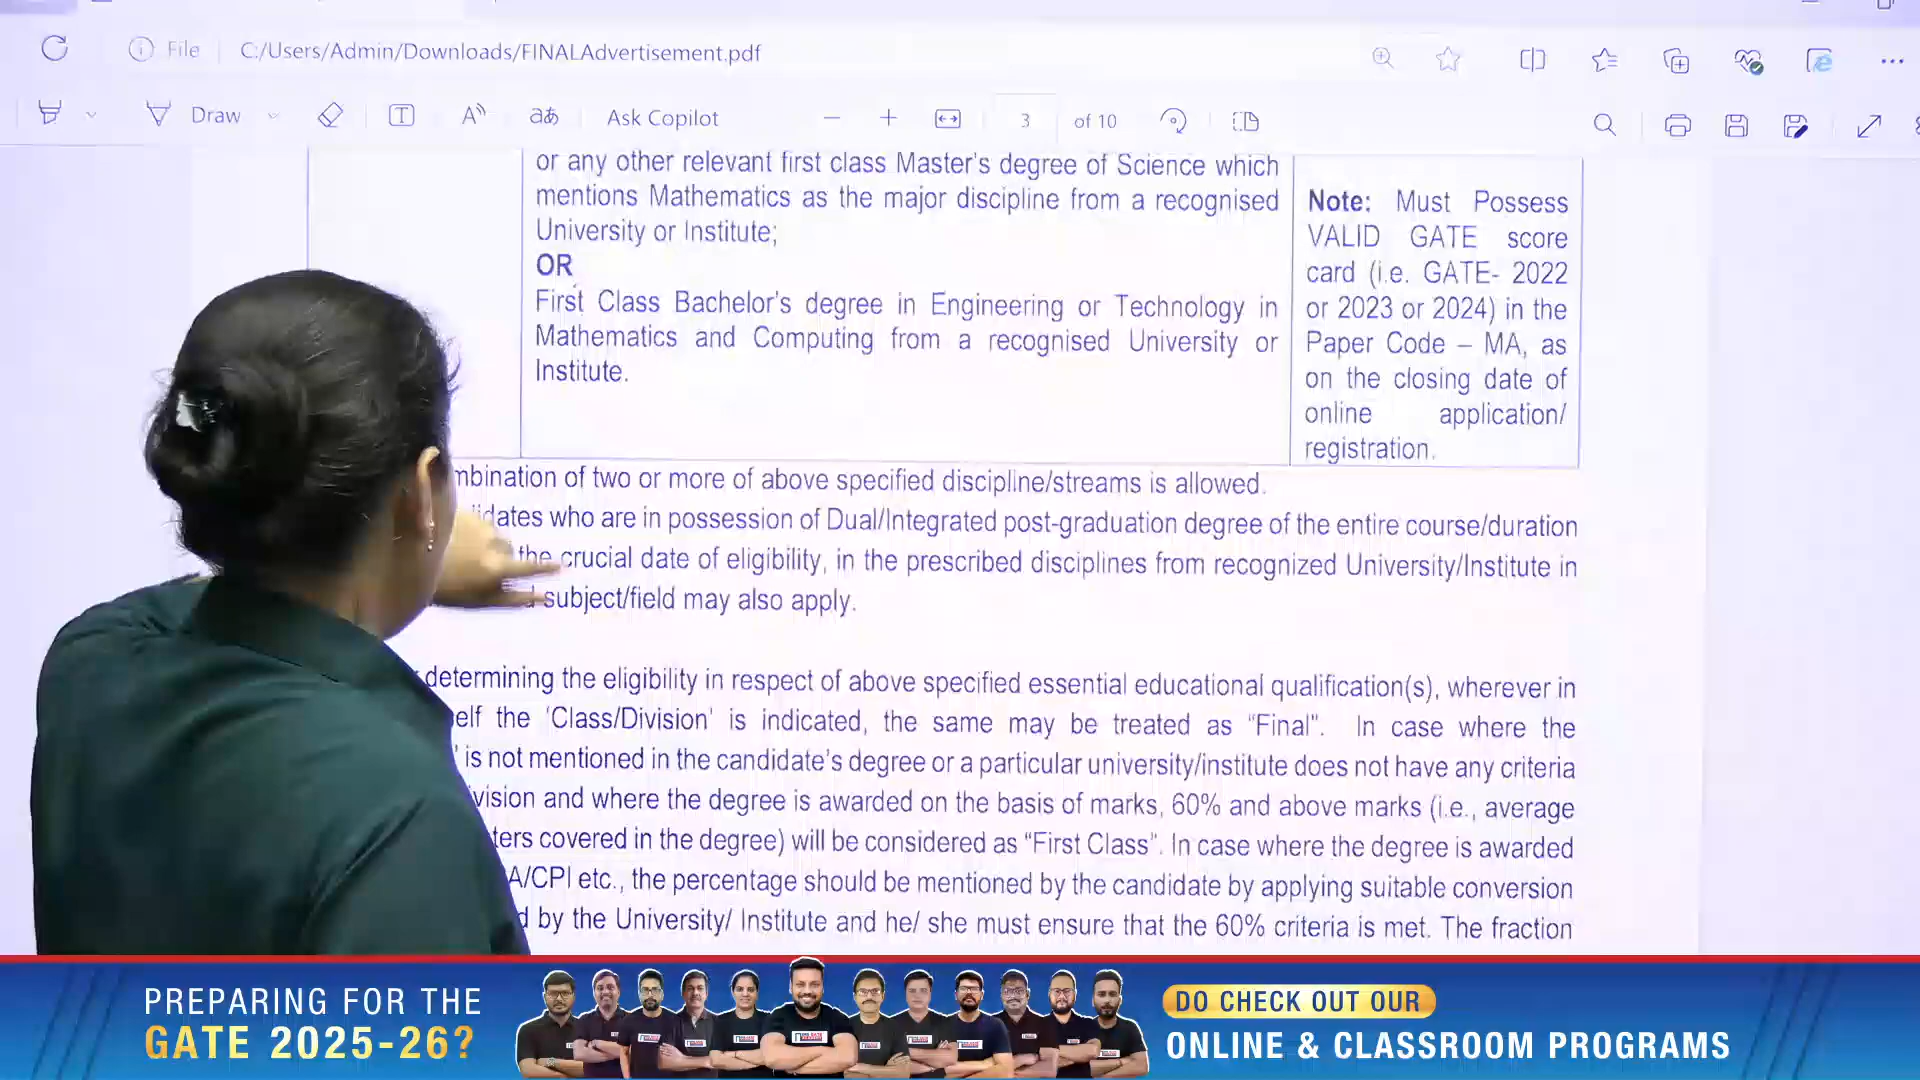 File
C:/Users/Admin/Downloads/FINALAdvertisement.pdf
Draw
Ask Copilot
3 of 10
or any other relevant first class Master's degree of Science which
mentions Mathematics as the major discipline from a recognised
University or Institute;
OR
First Class Bachelor's degree in Engineering or Technology in
Mathematics and Computing from a recognised University or
Institute.
Note: Must Possess
VALID GATE score
card (i.e. GATE- 2022
or 2023 or 2024) in the
Paper Code – MA, as
on the closing date of
online application/
registration.
of two or more of above specified discipline/streams is allowed.
who are in possession of Dual/Integrated post-graduation degree of the entire course/duration
the crucial date of eligibility, in the prescribed disciplines from recognized University/Institute in
subject/field may also apply.
determining the eligibility in respect of above specified essential educational qualification(s), wherever in
the 'Class/Division' is indicated, the same may be treated as "Final". In case where the
is not mentioned in the candidate's degree or a particular university/institute does not have any criteria
and where the degree is awarded on the basis of marks, 60% and above marks (i.e., average
covered in the degree) will be considered as "First Class". In case where the degree is awarded
A/CPI etc., the percentage should be mentioned by the candidate by applying suitable conversion
by the University/ Institute and he/ she must ensure that the 60% criteria is met. The fraction
PREPARING FOR THE
GATE 2025-26?
DO CHECK OUT OUR
ONLINE & CLASSROOM PROGRAMS